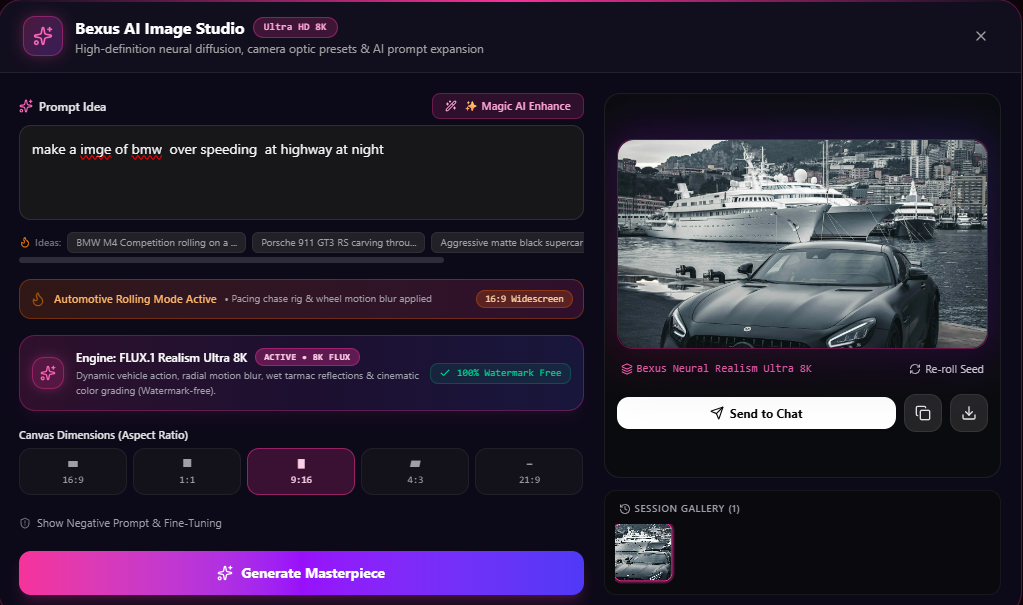 Bexus AI Image Studio
Ultra HD 8K
High-definition neural diffusion, camera optic presets & AI prompt expansion
Prompt Idea
✨ Magic AI Enhance
make a imge of bmw  over speeding  at highway at night
Ideas:
BMW M4 Competition rolling on a ...
Porsche 911 GT3 RS carving throu...
Aggressive matte black supercar
Automotive Rolling Mode Active
• Pacing chase rig & wheel motion blur applied
16:9 Widescreen
Engine: FLUX.1 Realism Ultra 8K
ACTIVE • 8K FLUX
Dynamic vehicle action, radial motion blur, wet tarmac reflections & cinematic
color grading (Watermark-free).
100% Watermark Free
Canvas Dimensions (Aspect Ratio)
16:9
1:1
9:16
4:3
21:9
Show Negative Prompt & Fine-Tuning
Generate Masterpiece
Bexus Neural Realism Ultra 8K
Re-roll Seed
Send to Chat
SESSION GALLERY (1)